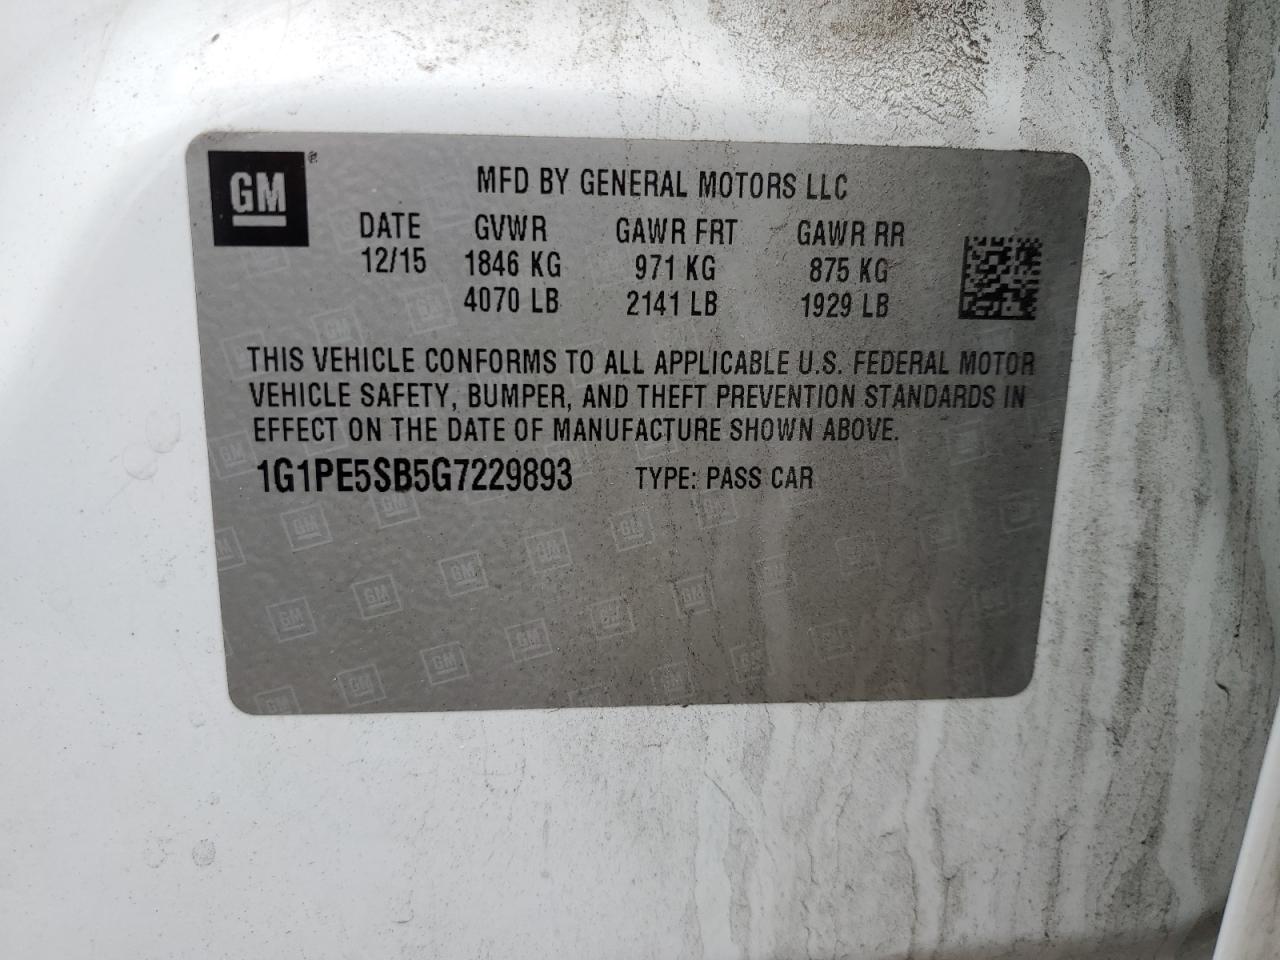 GM®
MFD BY GENERAL MOTORS LLC
DATE GVWR GAWR FRT GAWR RR
12/15 1846 KG 971 KG 875 KG
4070 LB 2141 LB 1929 LB
THIS VEHICLE CONFORMS TO ALL APPLICABLE U.S. FEDERAL MOTOR
VEHICLE SAFETY, BUMPER, AND THEFT PREVENTION STANDARDS IN
EFFECT ON THE DATE OF MANUFACTURE SHOWN ABOVE.
1G1PE5SB5G7229893 TYPE: PASS CAR